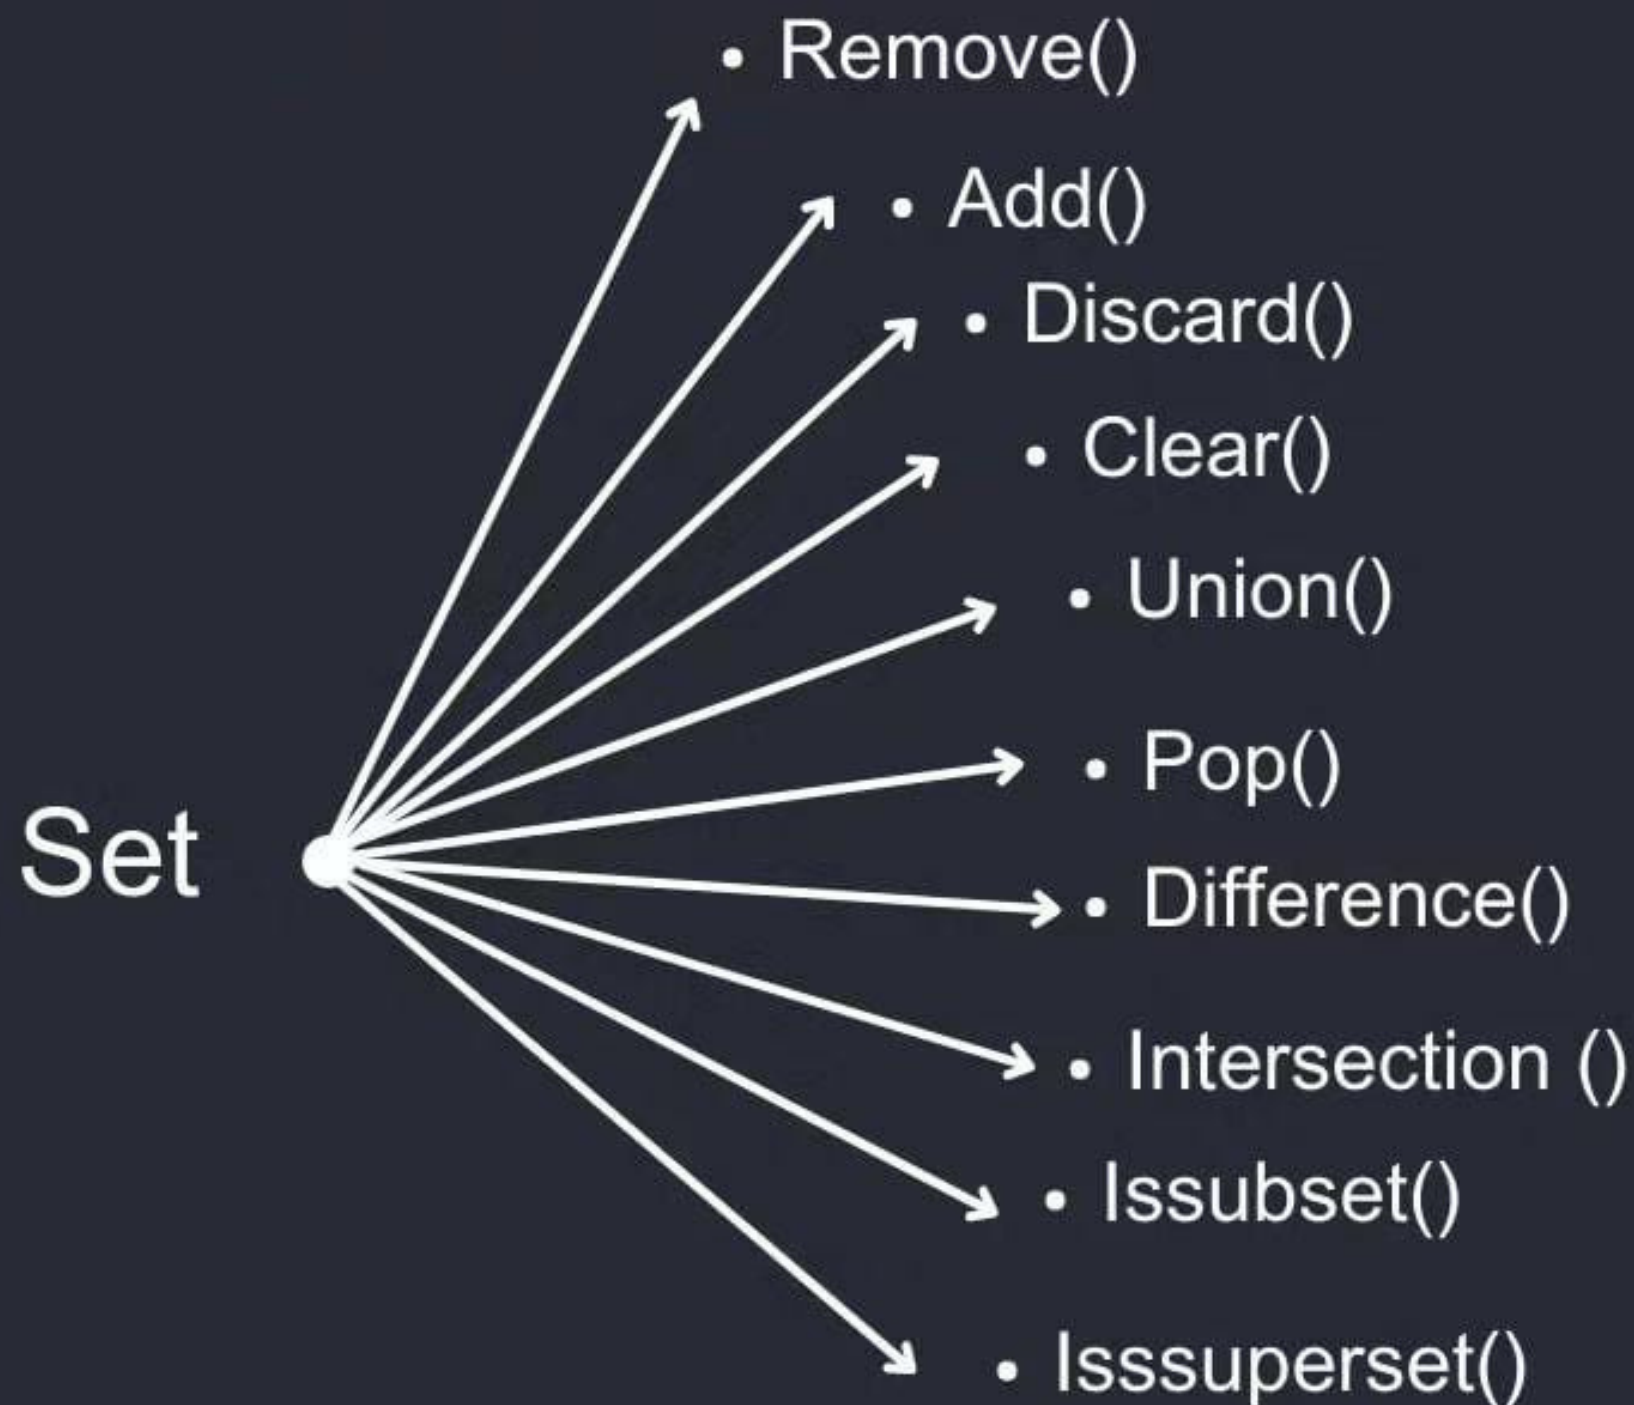 • Remove()
• Add()
• Discard()
• Clear()
• Union()
• Pop()
Set
• Difference()
• Intersection ()
• Issubset()
• Isssuperset()